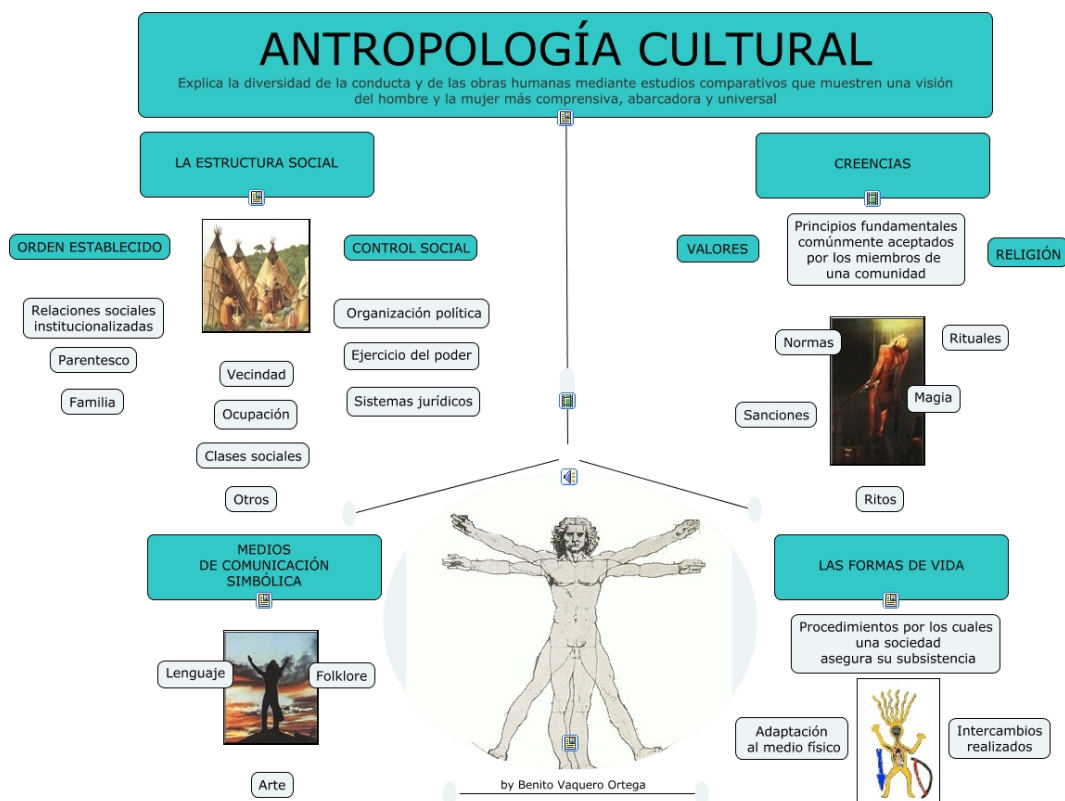 ANTROPOLOGÍA CULTURAL
Explica la diversidad de la conducta y de las obras humanas mediante estudios comparativos que muestren una visión
del hombre y la mujer más comprensiva, abarcadora y universal
LA ESTRUCTURA SOCIAL
ORDEN ESTABLECIDO
CONTROL SOCIAL
Relaciones sociales
institucionalizadas
Parentesco
Familia
Vecindad
Ocupación
Clases sociales
Otros
Organización política
Ejercicio del poder
Sistemas jurídicos
CREENCIAS
VALORES
Principios fundamentales
comúnmente aceptados
por los miembros de
una comunidad
RELIGIÓN
Normas
Sanciones
Rituales
Magia
Ritos
MEDIOS
DE COMUNICACIÓN
SIMBÓLICA
Lenguaje
Folklore
Arte
LAS FORMAS DE VIDA
Procedimientos por los cuales
una sociedad
asegura su subsistencia
Adaptación
al medio físico
Intercambios
realizados
by Benito Vaquero Ortega